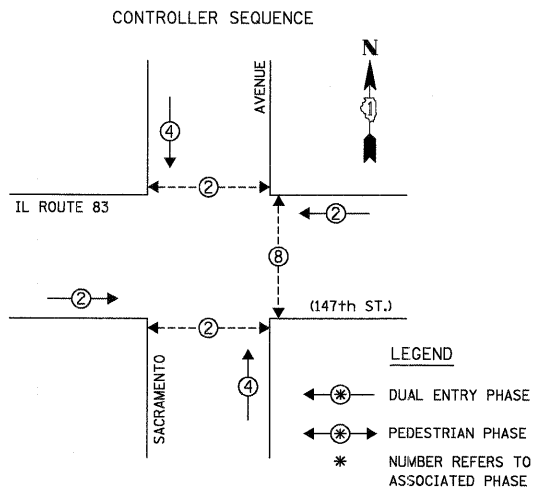 CONTROLLER SEQUENCE
AVENUE
N
1
4
2
IL ROUTE 83
2
8
2
(147th ST.)
2
SACRAMENTO
4
LEGEND
* DUAL ENTRY PHASE
* PEDESTRIAN PHASE
* NUMBER REFERS TO
ASSOCIATED PHASE